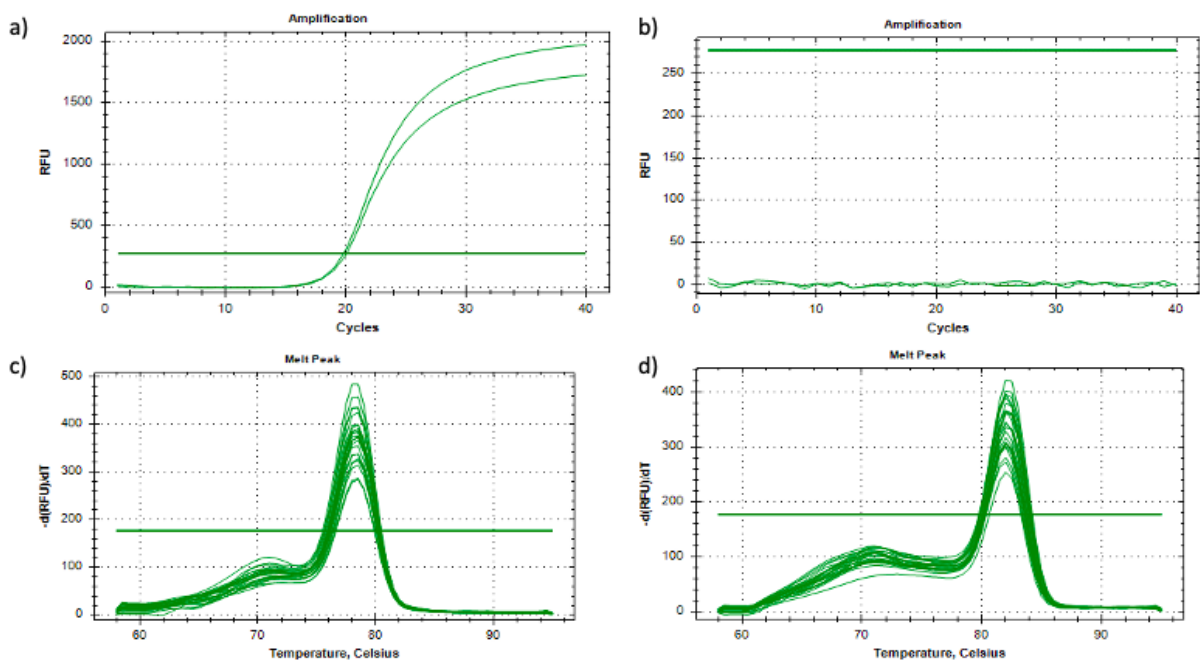 a)
Amplification
2000
1500
1000
500
0
RFU
0 10 20 30 40
Cycles
b)
Amplification
250
200
150
100
50
0
RFU
0 10 20 30 40
Cycles
c)
Melt Peak
500
400
300
200
100
0
-d(RFU)/dT
60 70 80 90
Temperature, Celsius
d)
Melt Peak
400
300
200
100
0
-d(RFU)/dT
60 70 80 90
Temperature, Celsius